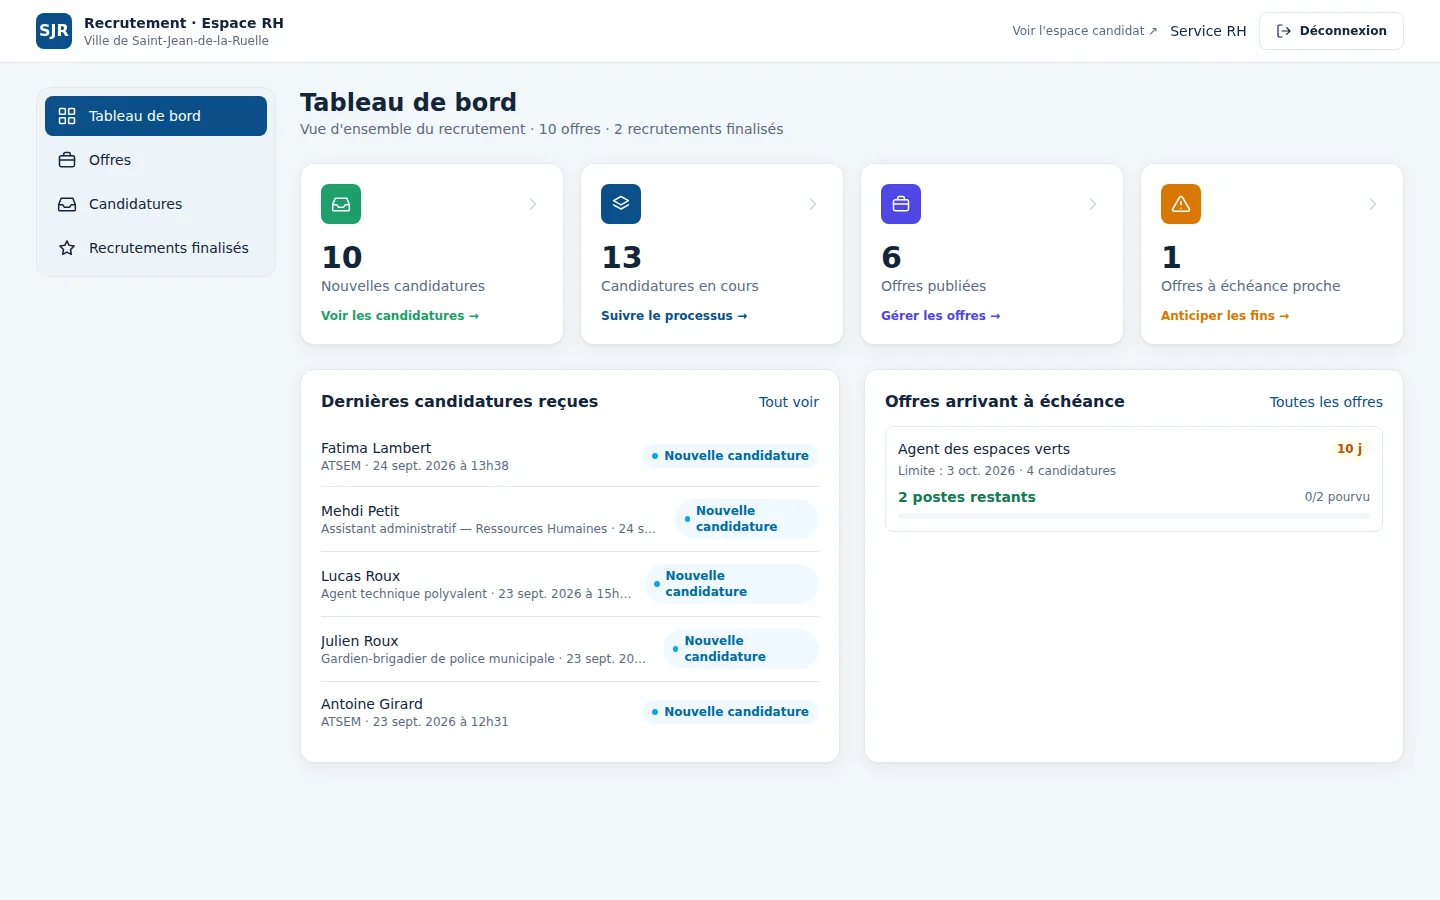 SJR
Recrutement · Espace RH
Ville de Saint-Jean-de-la-Ruelle
Voir l'espace candidat ↗
Service RH
Déconnexion
Tableau de bord
Offres
Candidatures
Recrutements finalisés
Tableau de bord
Vue d'ensemble du recrutement · 10 offres · 2 recrutements finalisés
10
Nouvelles candidatures
Voir les candidatures →
13
Candidatures en cours
Suivre le processus →
6
Offres publiées
Gérer les offres →
1
Offres à échéance proche
Anticiper les fins →
Dernières candidatures reçues
Tout voir
Fatima Lambert
ATSEM · 24 sept. 2026 à 13h38
Nouvelle candidature
Mehdi Petit
Assistant administratif — Ressources Humaines · 24 s…
Nouvelle
candidature
Lucas Roux
Agent technique polyvalent · 23 sept. 2026 à 15h…
Nouvelle
candidature
Julien Roux
Gardien-brigadier de police municipale · 23 sept. 20…
Nouvelle
candidature
Antoine Girard
ATSEM · 23 sept. 2026 à 12h31
Nouvelle candidature
Offres arrivant à échéance
Toutes les offres
Agent des espaces verts
10 j
Limite : 3 oct. 2026 · 4 candidatures
2 postes restants
0/2 pourvu